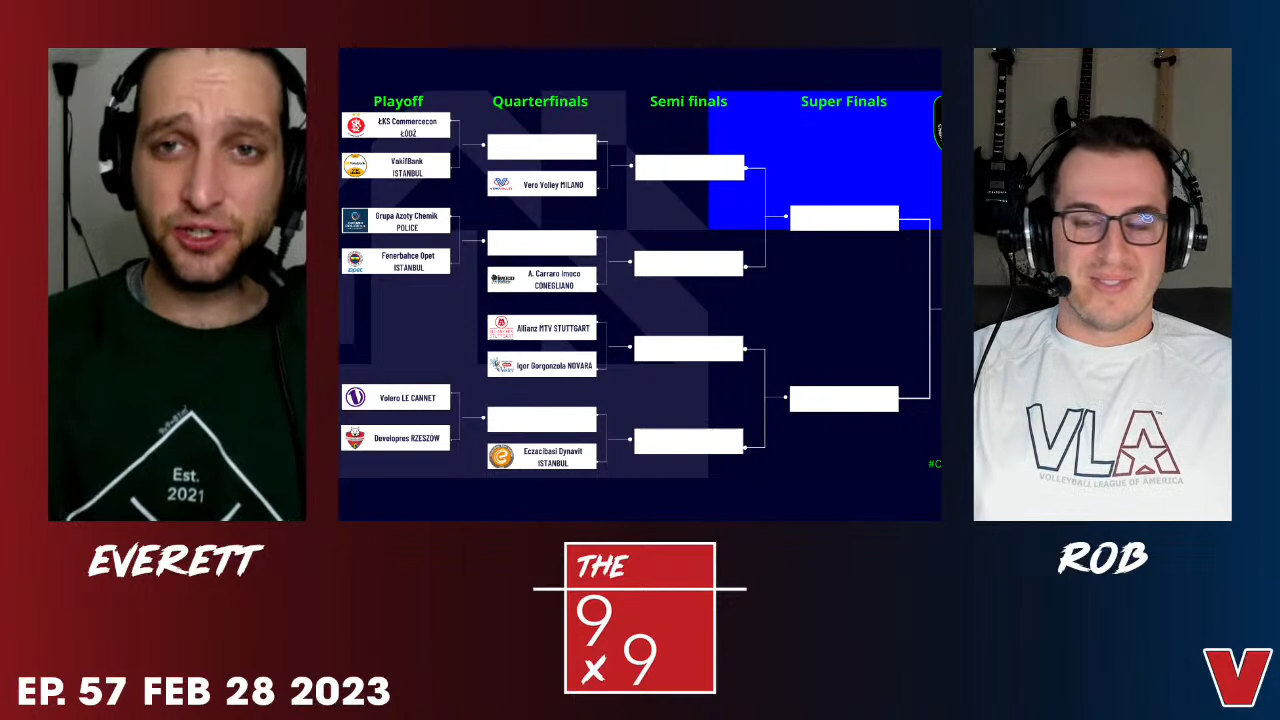 Playoff
Quarterfinals
Semi finals
Super Finals
ŁKS Commercecon
ŁÓDŹ
VakifBank
ISTANBUL
Vero Volley MILANO
Grupa Azoty Chemik
POLICE
Fenerbahce Opet
ISTANBUL
A. Carraro Imoco
CONEGLIANO
Allianz MTV STUTTGART
Igor Gorgonzola NOVARA
Volero LE CANNET
Developres RZESZÓW
Eczacibasi Dynavit
ISTANBUL
#C
Est.
2021
VLA
VOLLEYBALL LEAGUE OF AMERICA
EVERETT
ROB
THE
9
x 9
EP. 57 FEB 28 2023
V